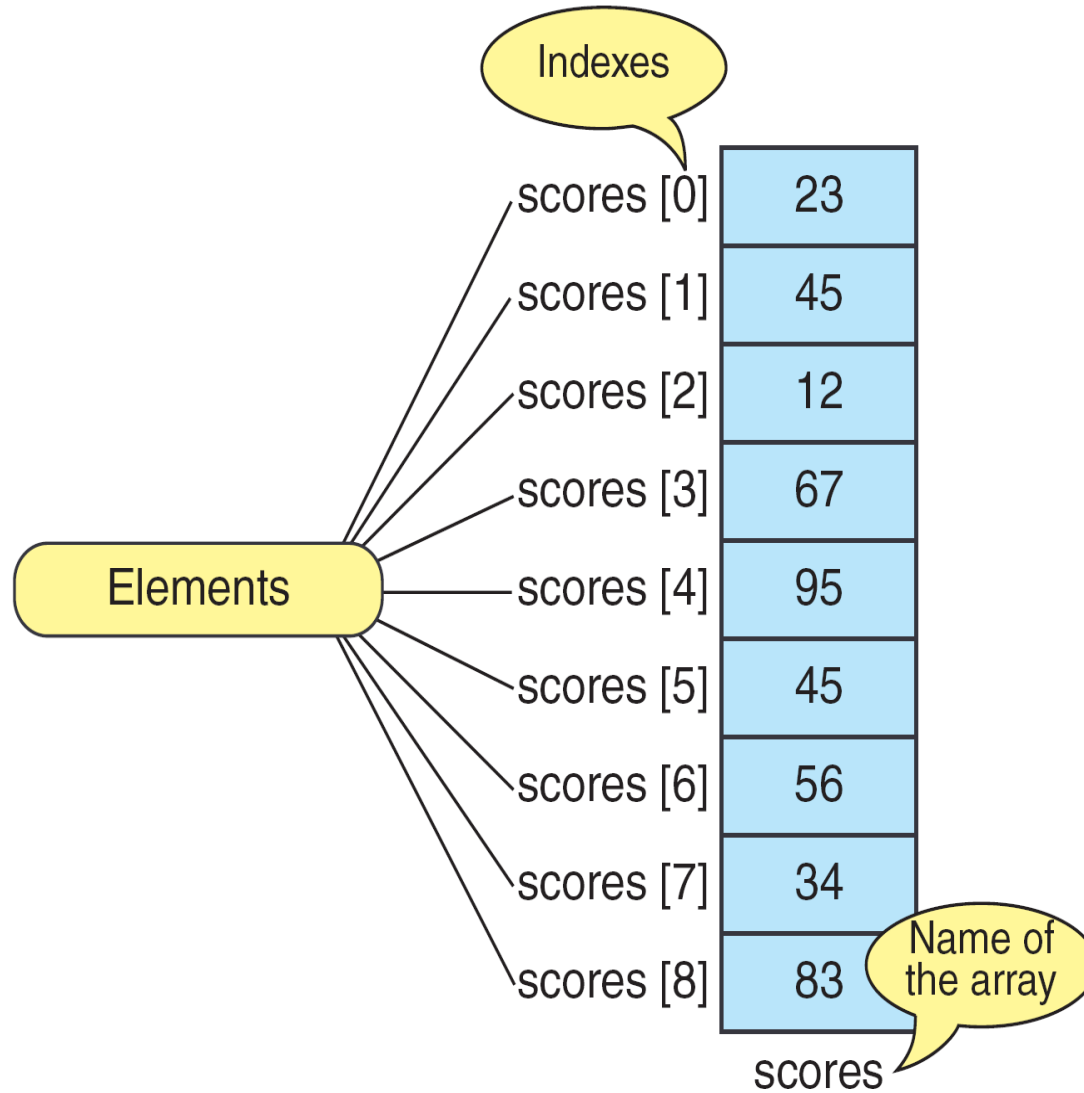 Indexes
scores [0] 23
scores [1] 45
scores [2] 12
scores [3] 67
Elements
scores [4] 95
scores [5] 45
scores [6] 56
scores [7] 34
scores [8] 83
Name of
the array
scores